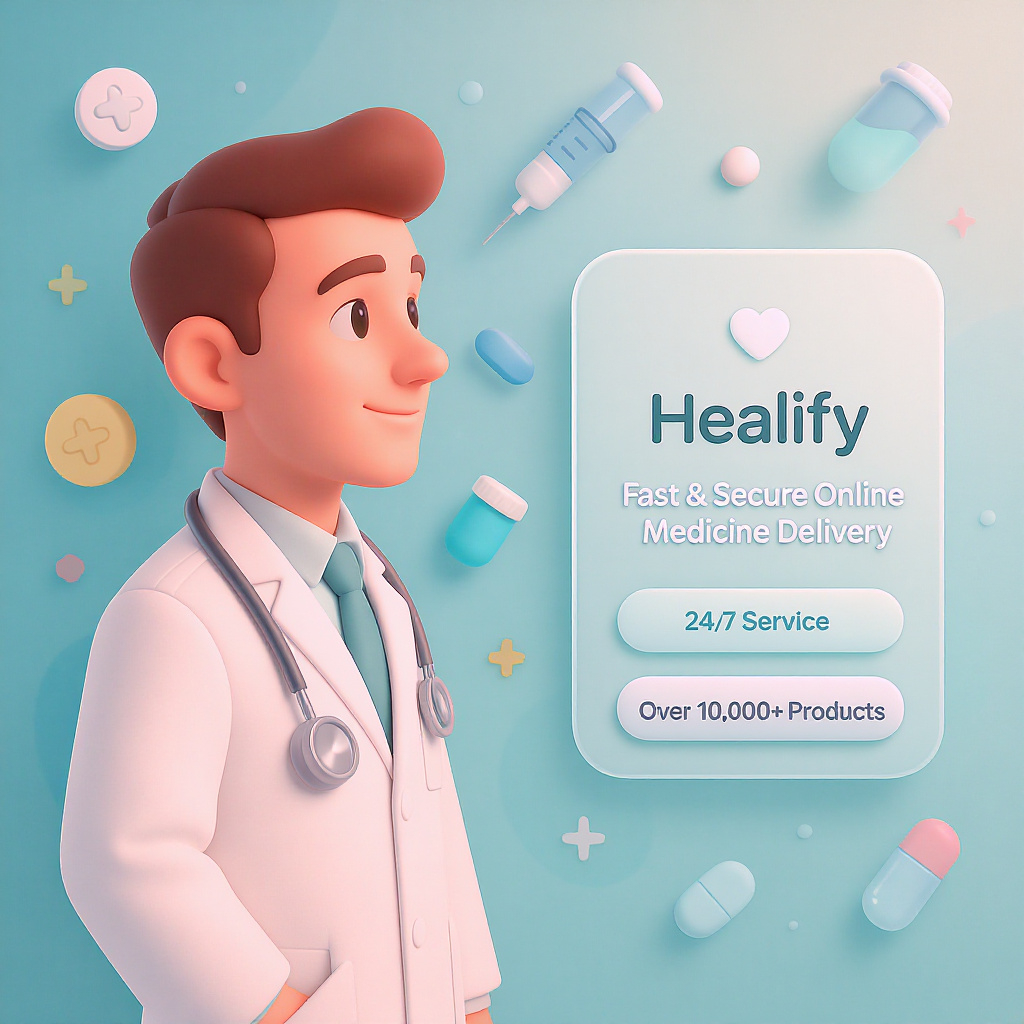 Healify
Fast & Secure Online
Medicine Delivery
24/7 Service
Over 10,000+ Products